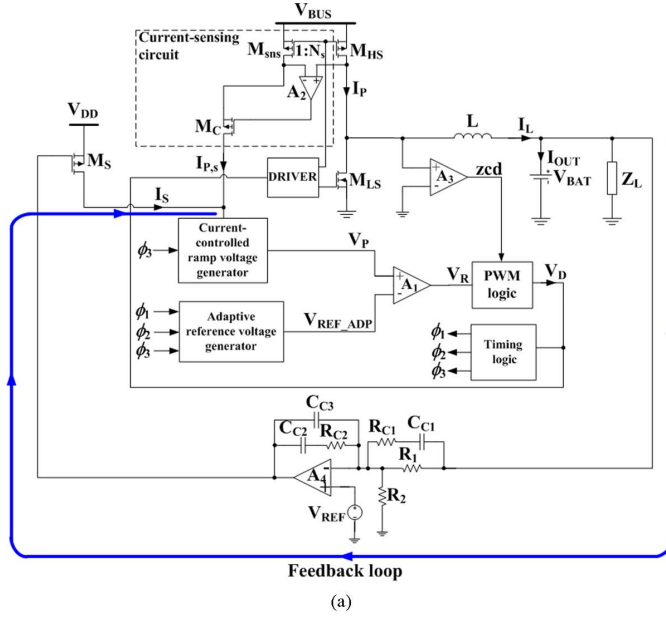 V_BUS
Current-sensing
circuit
M_sns
1:N_s
M_HS
A_2
I_P
V_DD
M_C
M_S
I_P,s
DRIVER
M_LS
L
I_L
I_OUT
V_BAT
Z_L
A_3
zcd
I_S
Current-
controlled
ramp voltage
generator
ϕ_3
V_P
A_1
V_R
PWM
logic
V_D
ϕ_1
ϕ_2
ϕ_3
Adaptive
reference voltage
generator
V_REF_ADP
ϕ_1
ϕ_2
ϕ_3
Timing
logic
C_C3
C_C2
R_C2
R_C1
C_C1
R_1
A_4
R_2
V_REF
Feedback loop
(a)